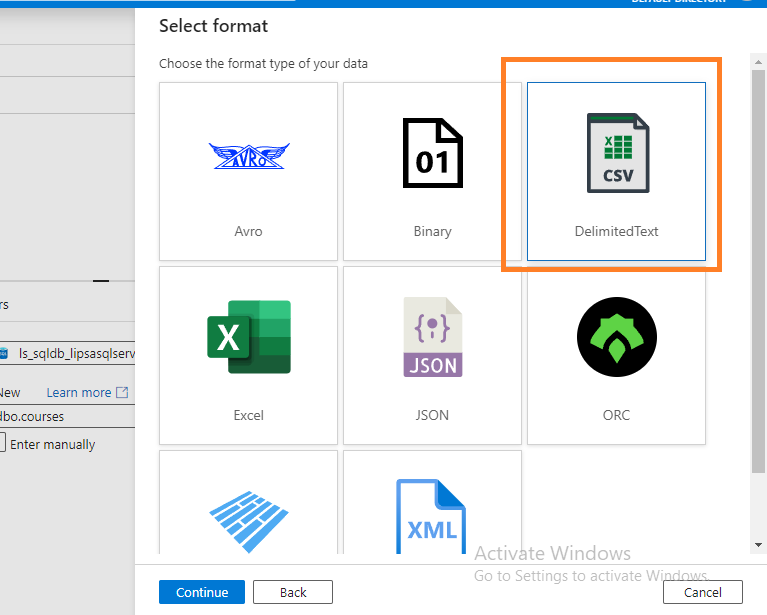 DEFAULT DIRECTORY
Select format
Choose the format type of your data
AVRO
01
CSV
Avro
Binary
DelimitedText
rs
X
{ }
JSON
ls_sqldb_lipsasqlserv
New
Learn more
Excel
JSON
ORC
dbo.courses
Enter manually
XML
Activate Windows
Go to Settings to activate Windows.
Continue
Back
Cancel